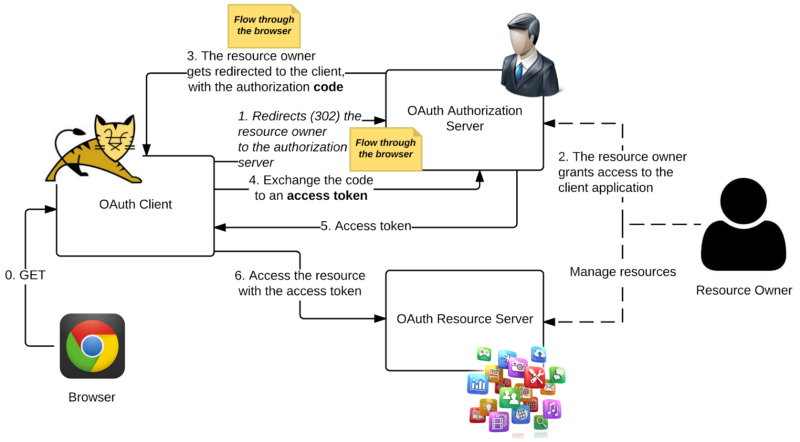 Flow through
the browser
3. The resource owner
gets redirected to the client,
with the authorization code
OAuth Authorization
Server
1. Redirects (302) the
resource owner
to the authorization
server
Flow through
the browser
2. The resource owner
grants access to the
client application
4. Exchange the code
to an access token
OAuth Client
5. Access token
0. GET
6. Access the resource
with the access token
Manage resources
Resource Owner
OAuth Resource Server
Browser